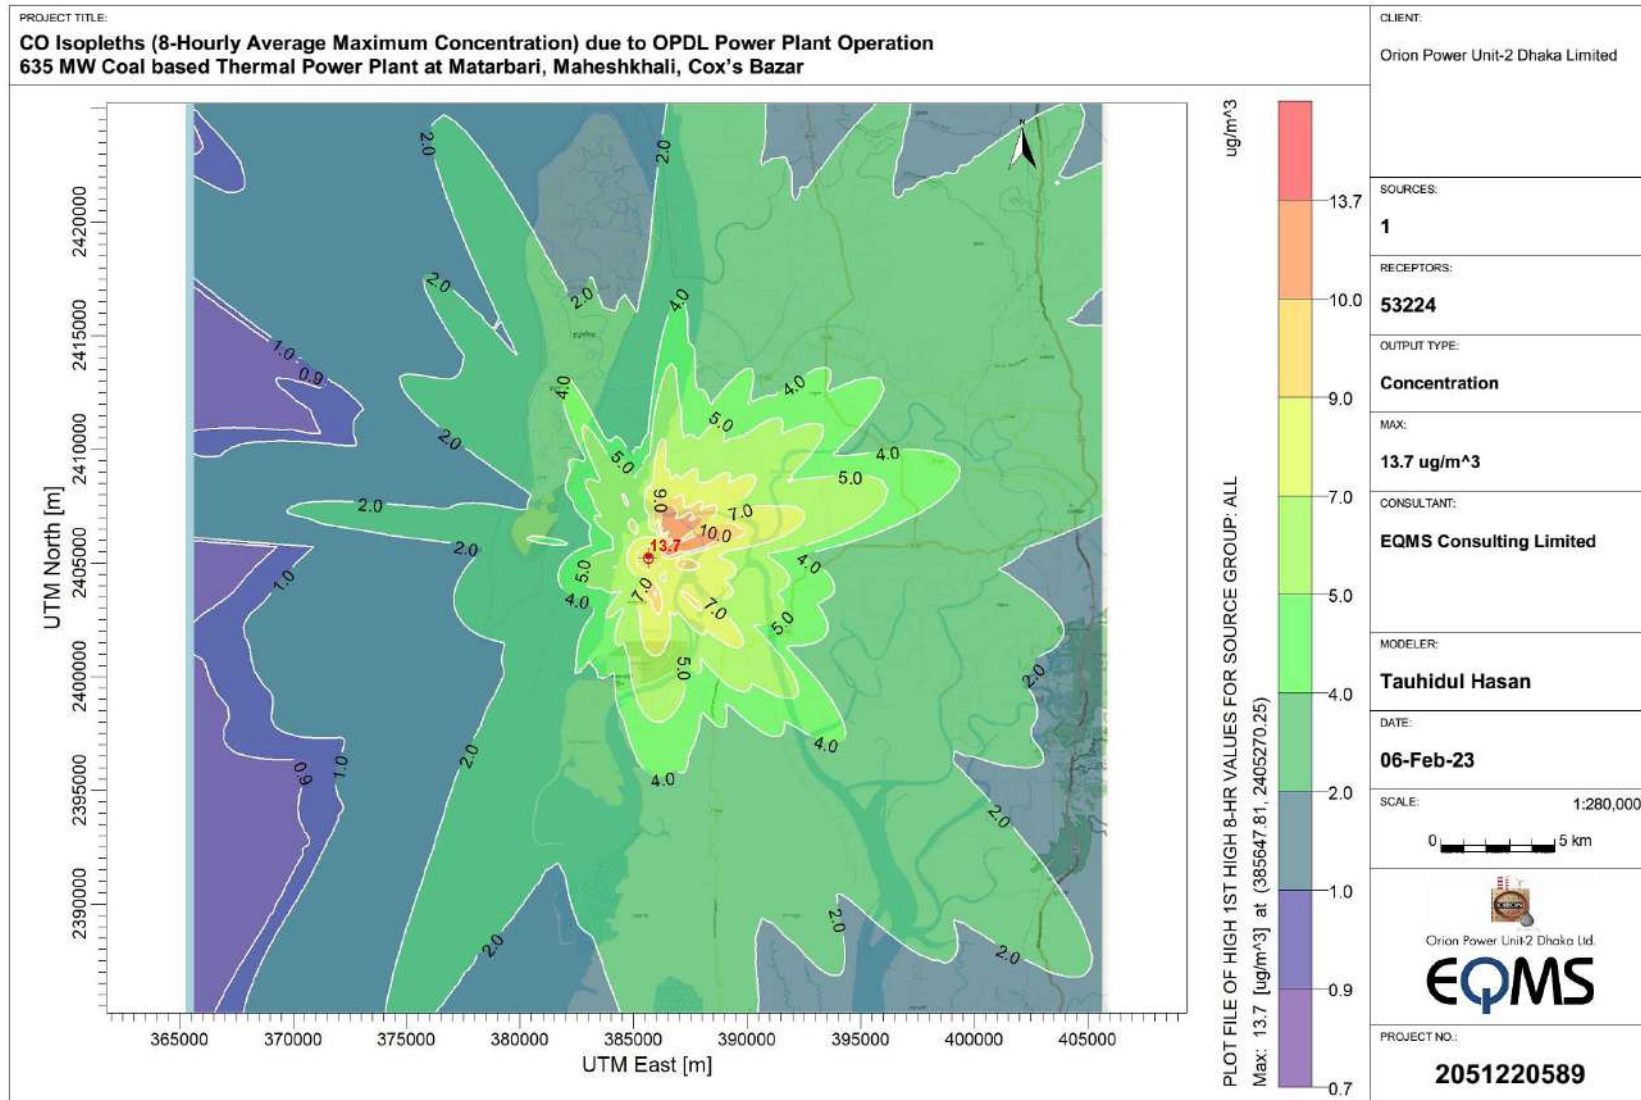 PROJECT TITLE:
CO Isopleths (8-Hourly Average Maximum Concentration) due to OPDL Power Plant Operation
635 MW Coal based Thermal Power Plant at Matarbari, Maheshkhali, Cox's Bazar
CLIENT:
Orion Power Unit-2 Dhaka Limited
SOURCES:
1
RECEPTORS:
53224
OUTPUT TYPE:
Concentration
MAX:
13.7 ug/m^3
CONSULTANT:
EQMS Consulting Limited
MODELER:
Tauhidul Hasan
DATE:
06-Feb-23
SCALE:
1:280,000
0 5 km
ORION
Orion Power Unit-2 Dhaka Ltd.
EQMS
PROJECT NO.:
2051220589
UTM North [m]
2420000
2415000
2410000
2405000
2400000
2395000
2390000
N
2.0
2.0
2.0
2.0
4.0
2.0
1.0
0.9
4.0
4.0
5.0
2.0
5.0
4.0
5.0
9.0
2.0
7.0
10.0
2.0
13.7
4.0
5.0
1.0
7.0
4.0
7.0
5.0
5.0
2.0
4.0
2.0
1.0
0.9
4.0
2.0
2.0
2.0
2.0
365000 370000 375000 380000 385000 390000 395000 400000 405000
UTM East [m]
PLOT FILE OF HIGH 1ST HIGH 8-HR VALUES FOR SOURCE GROUP: ALL
Max: 13.7 [ug/m^3] at (385647.81, 2405270.25)
ug/m^3
13.7
10.0
9.0
7.0
5.0
4.0
2.0
1.0
0.9
0.7